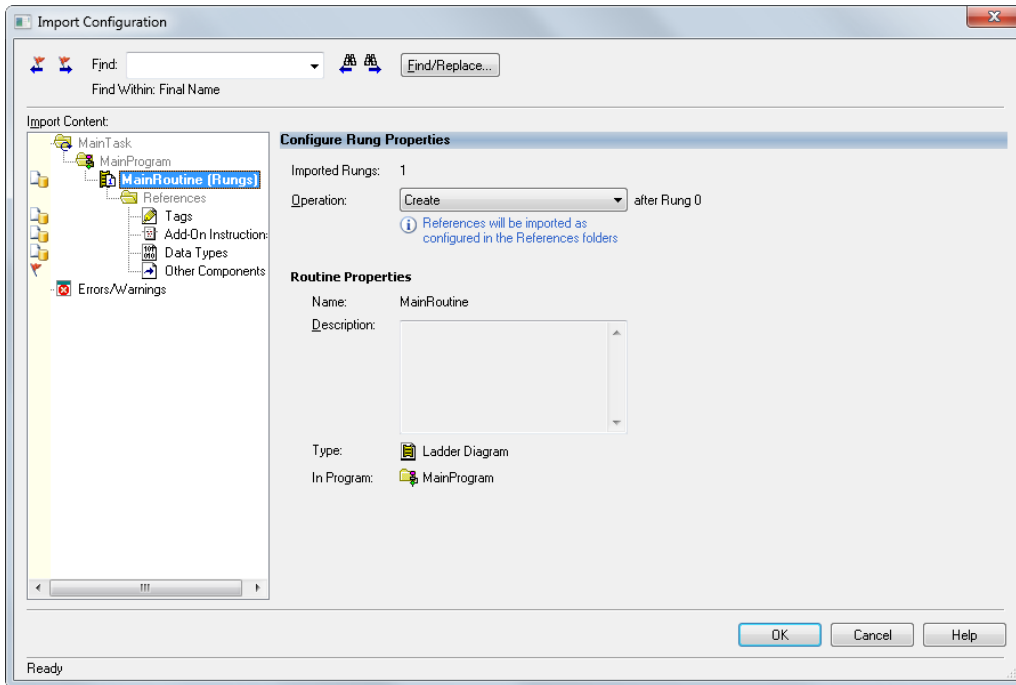 Import Configuration
Find:
Find/Replace...
Find Within: Final Name
Import Content:
MainTask
MainProgram
MainRoutine (Rungs)
References
Tags
Add-On Instruction
Data Types
Other Components
Errors/Warnings
Configure Rung Properties
Imported Rungs: 1
Operation: Create after Rung 0
References will be imported as
configured in the References folders
Routine Properties
Name: MainRoutine
Description:
Type: Ladder Diagram
In Program: MainProgram
OK Cancel Help
Ready